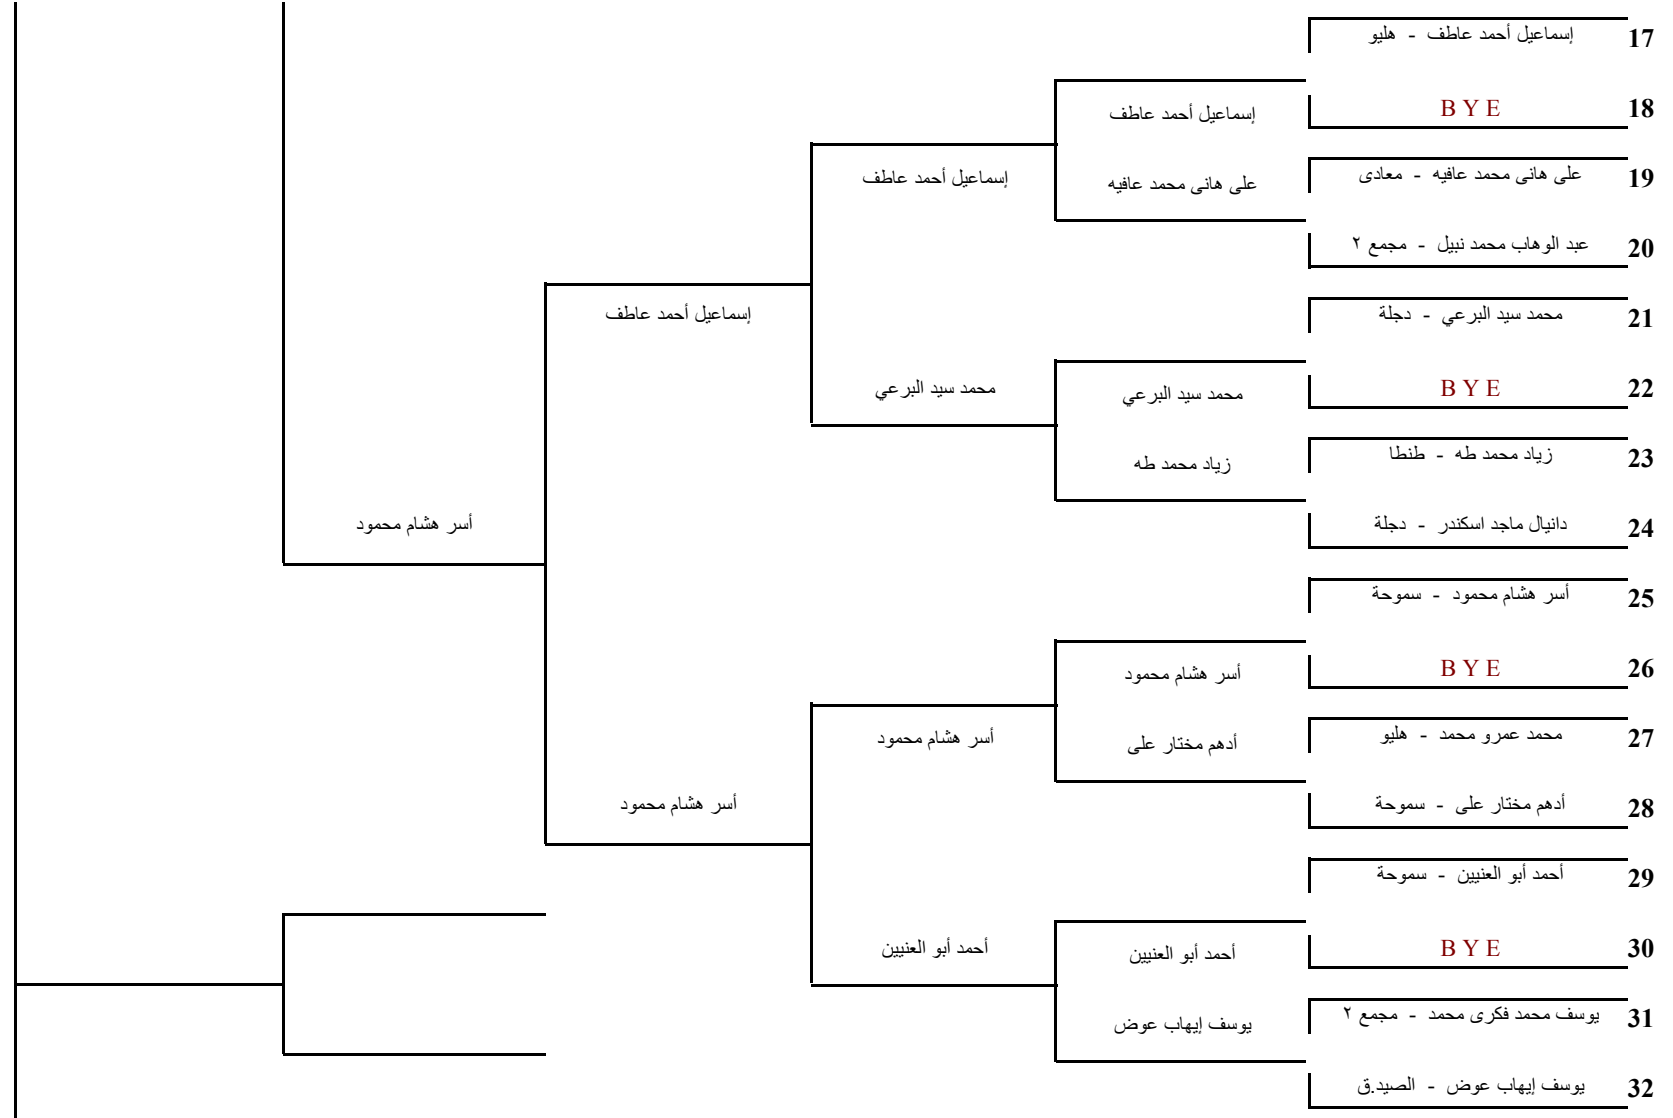 17 إسماعيل أحمد عاطف - هليو
18 B Y E
19 على هانى محمد عافيه - معادى
20 عبد الوهاب محمد نبيل - مجمع ٢
21 محمد سيد البرعي - دجلة
22 B Y E
23 زياد محمد طه - طنطا
24 دانيال ماجد اسكندر - دجلة
25 أسر هشام محمود - سموحة
26 B Y E
27 محمد عمرو محمد - هليو
28 أدهم مختار على - سموحة
29 أحمد أبو العنيين - سموحة
30 B Y E
31 يوسف محمد فكرى محمد - مجمع ٢
32 يوسف إيهاب عوض - الصيد.ق
إسماعيل أحمد عاطف
على هانى محمد عافيه
محمد سيد البرعي
زياد محمد طه
أسر هشام محمود
أدهم مختار على
أحمد أبو العنيين
يوسف إيهاب عوض
إسماعيل أحمد عاطف
محمد سيد البرعي
أسر هشام محمود
أحمد أبو العنيين
إسماعيل أحمد عاطف
أسر هشام محمود
أسر هشام محمود